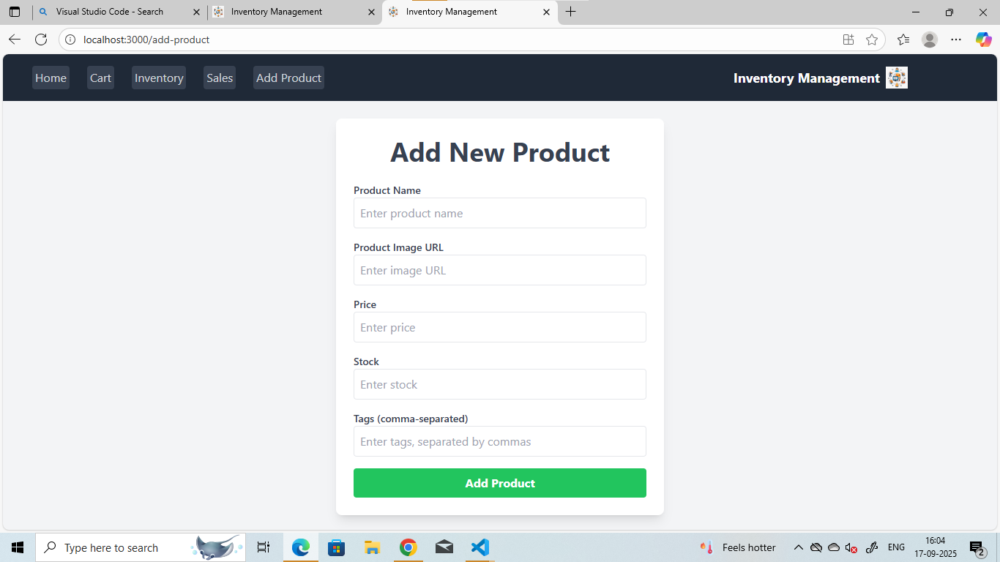 Visual Studio Code - Search
Inventory Management
Inventory Management
localhost:3000/add-product
Home
Cart
Inventory
Sales
Add Product
Inventory Management
Add New Product
Product Name
Enter product name
Product Image URL
Enter image URL
Price
Enter price
Stock
Enter stock
Tags (comma-separated)
Enter tags, separated by commas
Add Product
Type here to search
Feels hotter
ENG
16:04
17-09-2025
2